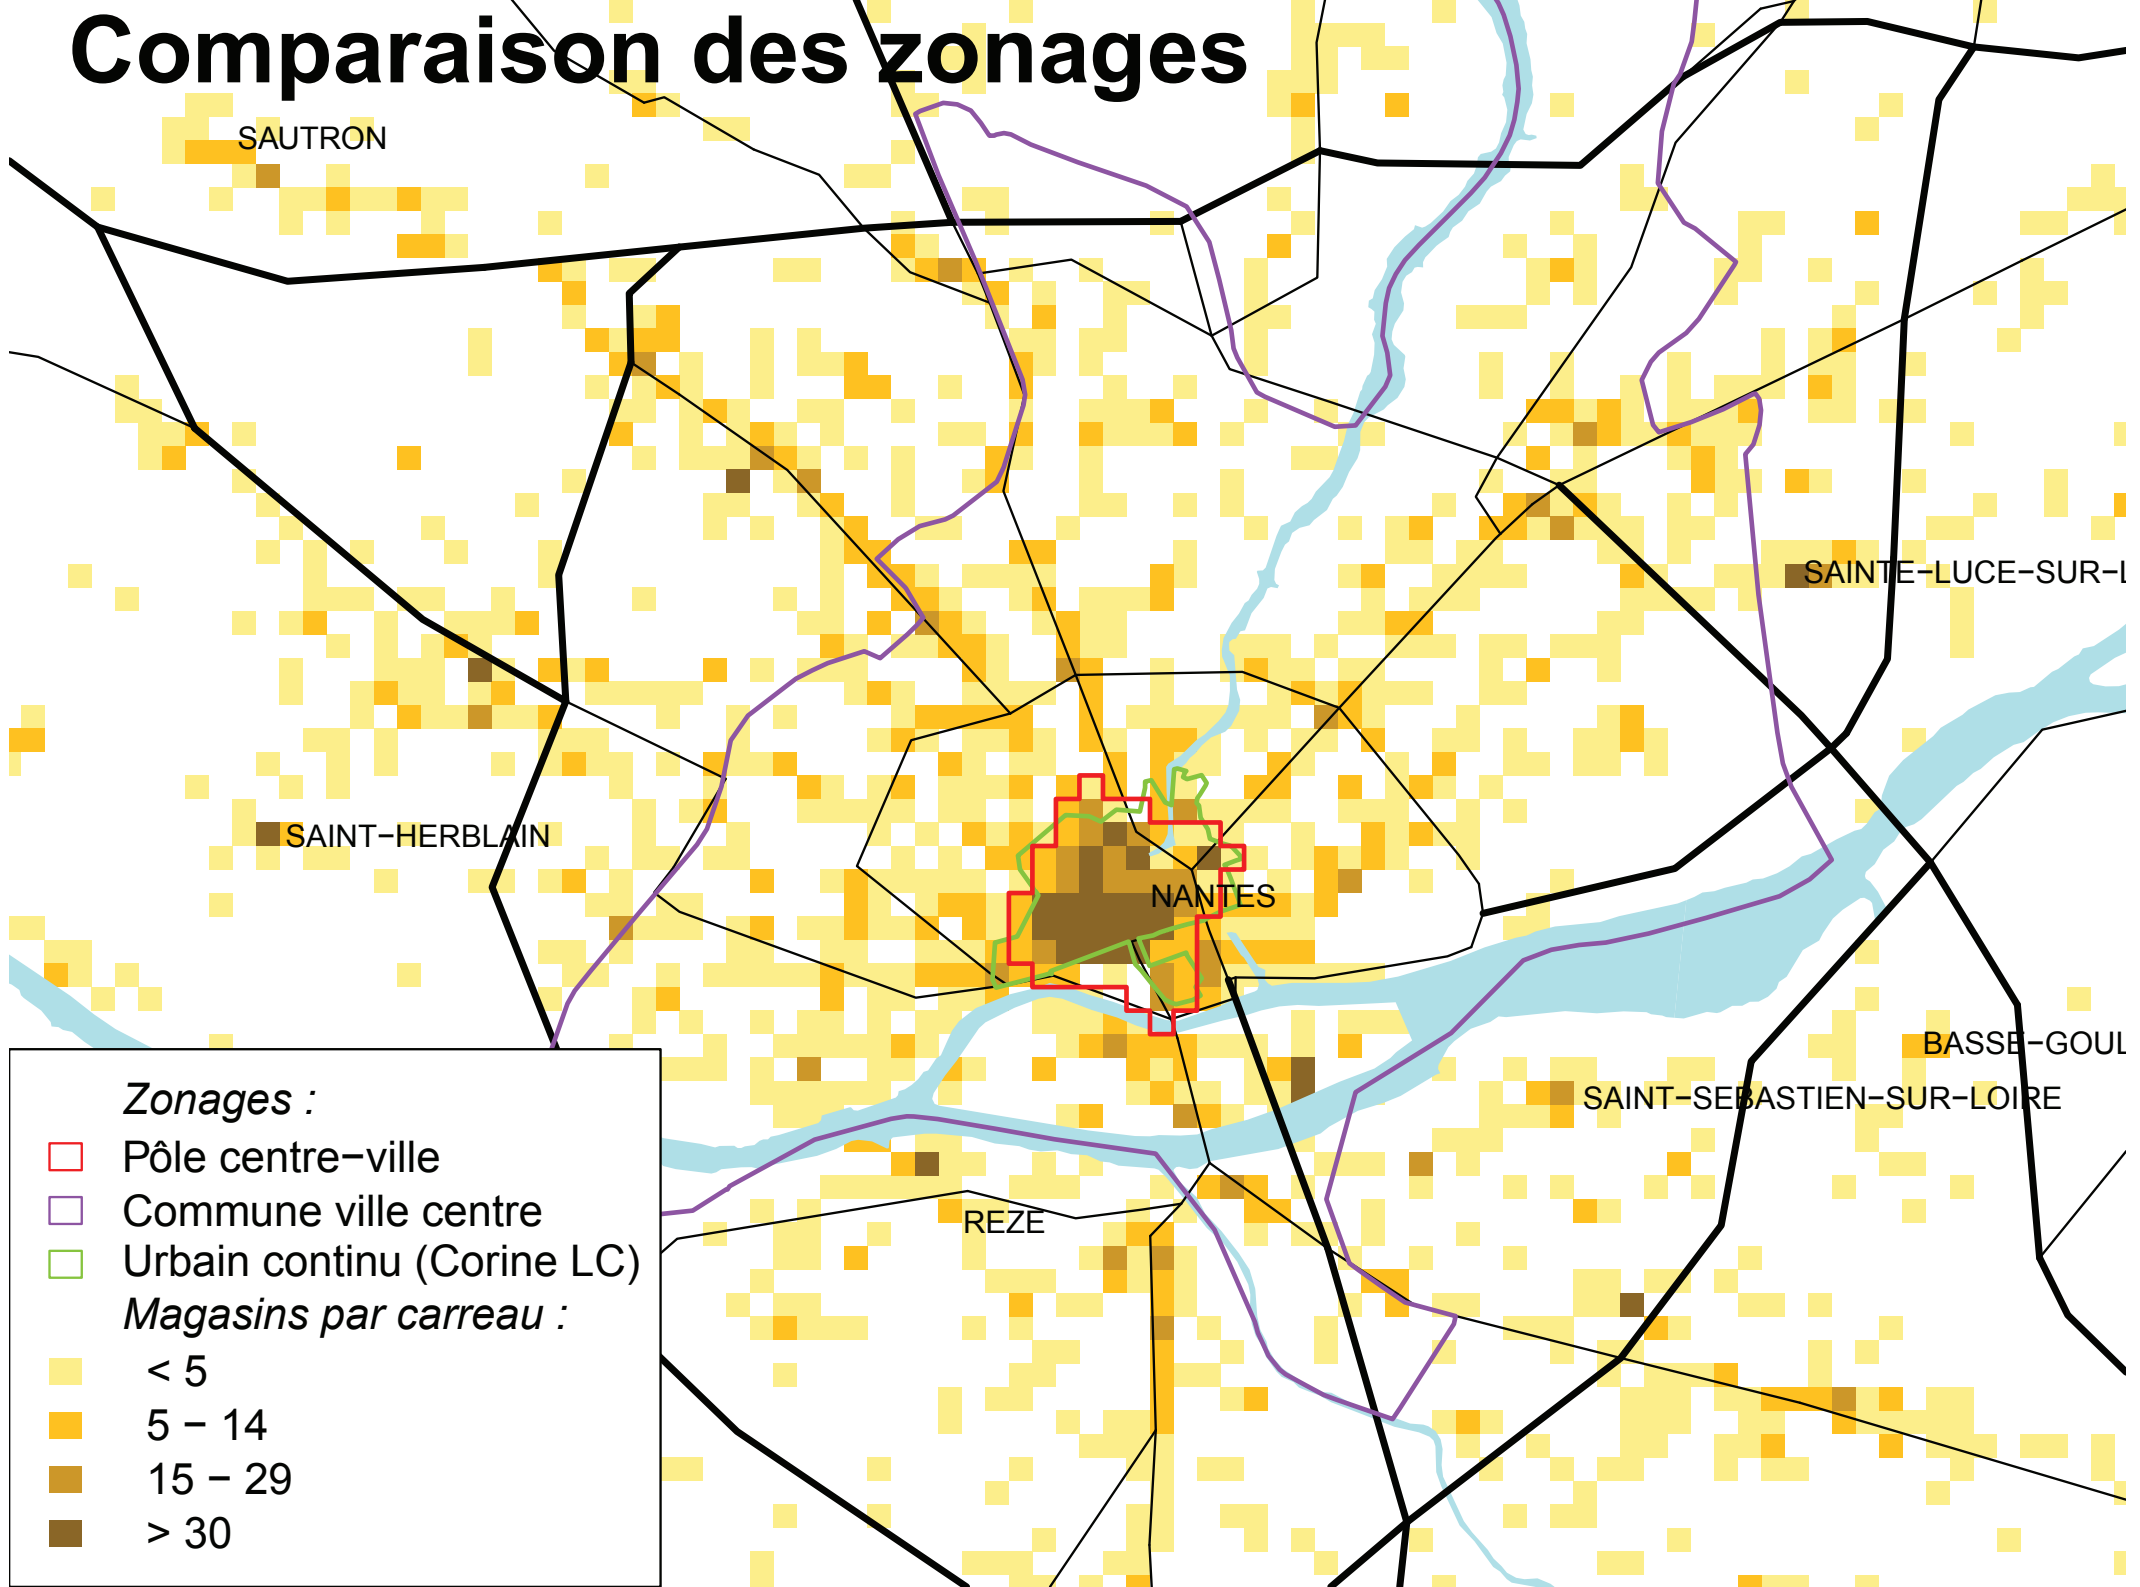 Comparaison des zonages
SAUTRON
SAINTE−LUCE−SUR−L
SAINT−HERBLAIN
NANTES
BASSE−GOUL
SAINT−SEBASTIEN−SUR−LOIRE
REZE
Zonages :
Pôle centre−ville
Commune ville centre
Urbain continu (Corine LC)
Magasins par carreau :
< 5
5 − 14
15 − 29
> 30